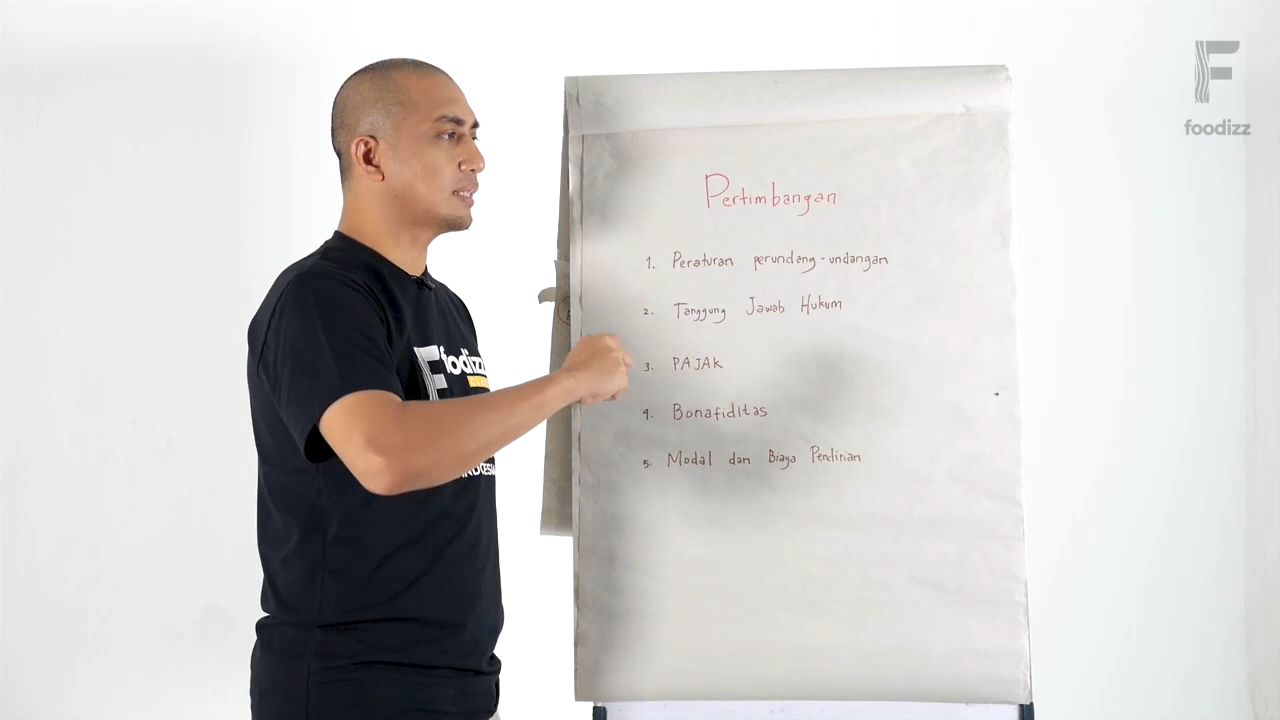 F
foodizz
Pertimbangan
1. Peraturan perundang-undangan
2. Tanggung Jawab Hukum
3. PAJAK
4. Bonafiditas
5. Modal dan Biaya Pendirian
F foodizz